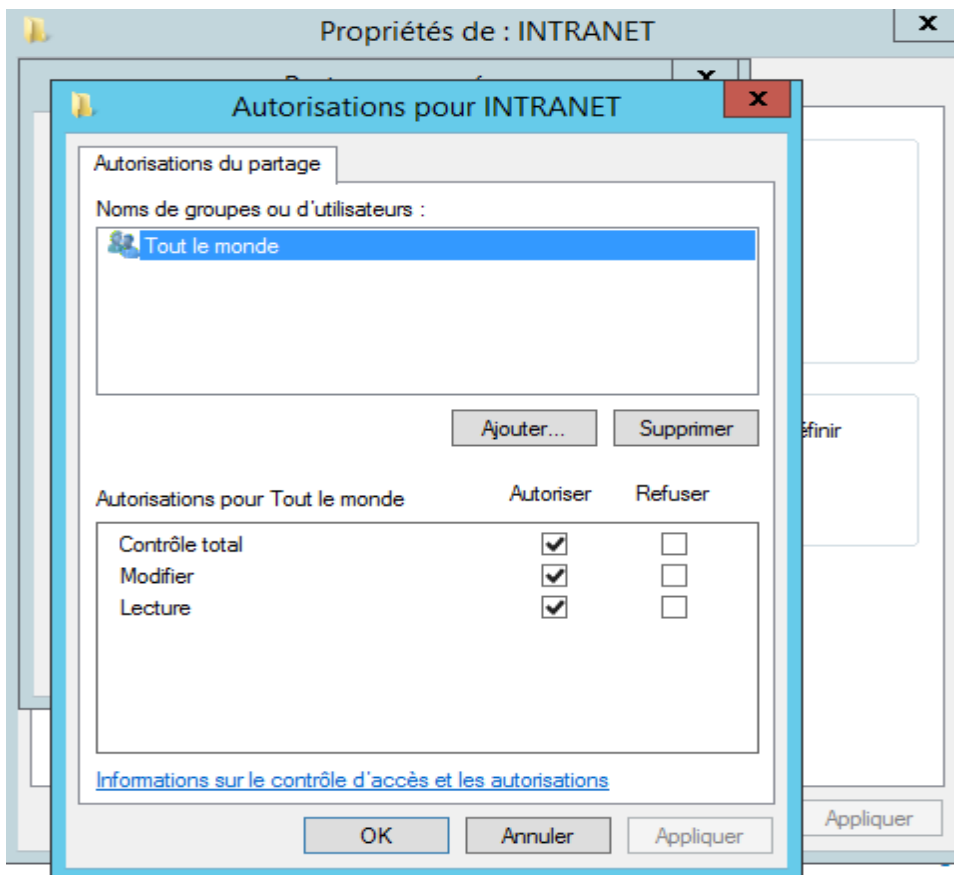 Propriétés de : INTRANET
x
x
Autorisations pour INTRANET
x
Autorisations du partage
Noms de groupes ou d'utilisateurs :
Tout le monde
Ajouter...
Supprimer
éfinir
Autorisations pour Tout le monde
Autoriser
Refuser
Contrôle total
Modifier
Lecture
Informations sur le contrôle d'accès et les autorisations
OK
Annuler
Appliquer
Appliquer